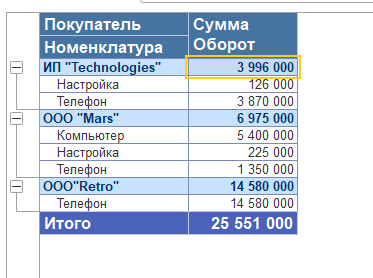 Покупатель Сумма Оборот
Номенклатура
ИП "Technologies" 3 996 000
Настройка 126 000
Телефон 3 870 000
ООО "Mars" 6 975 000
Компьютер 5 400 000
Настройка 225 000
Телефон 1 350 000
ООО"Retro" 14 580 000
Телефон 14 580 000
Итого 25 551 000